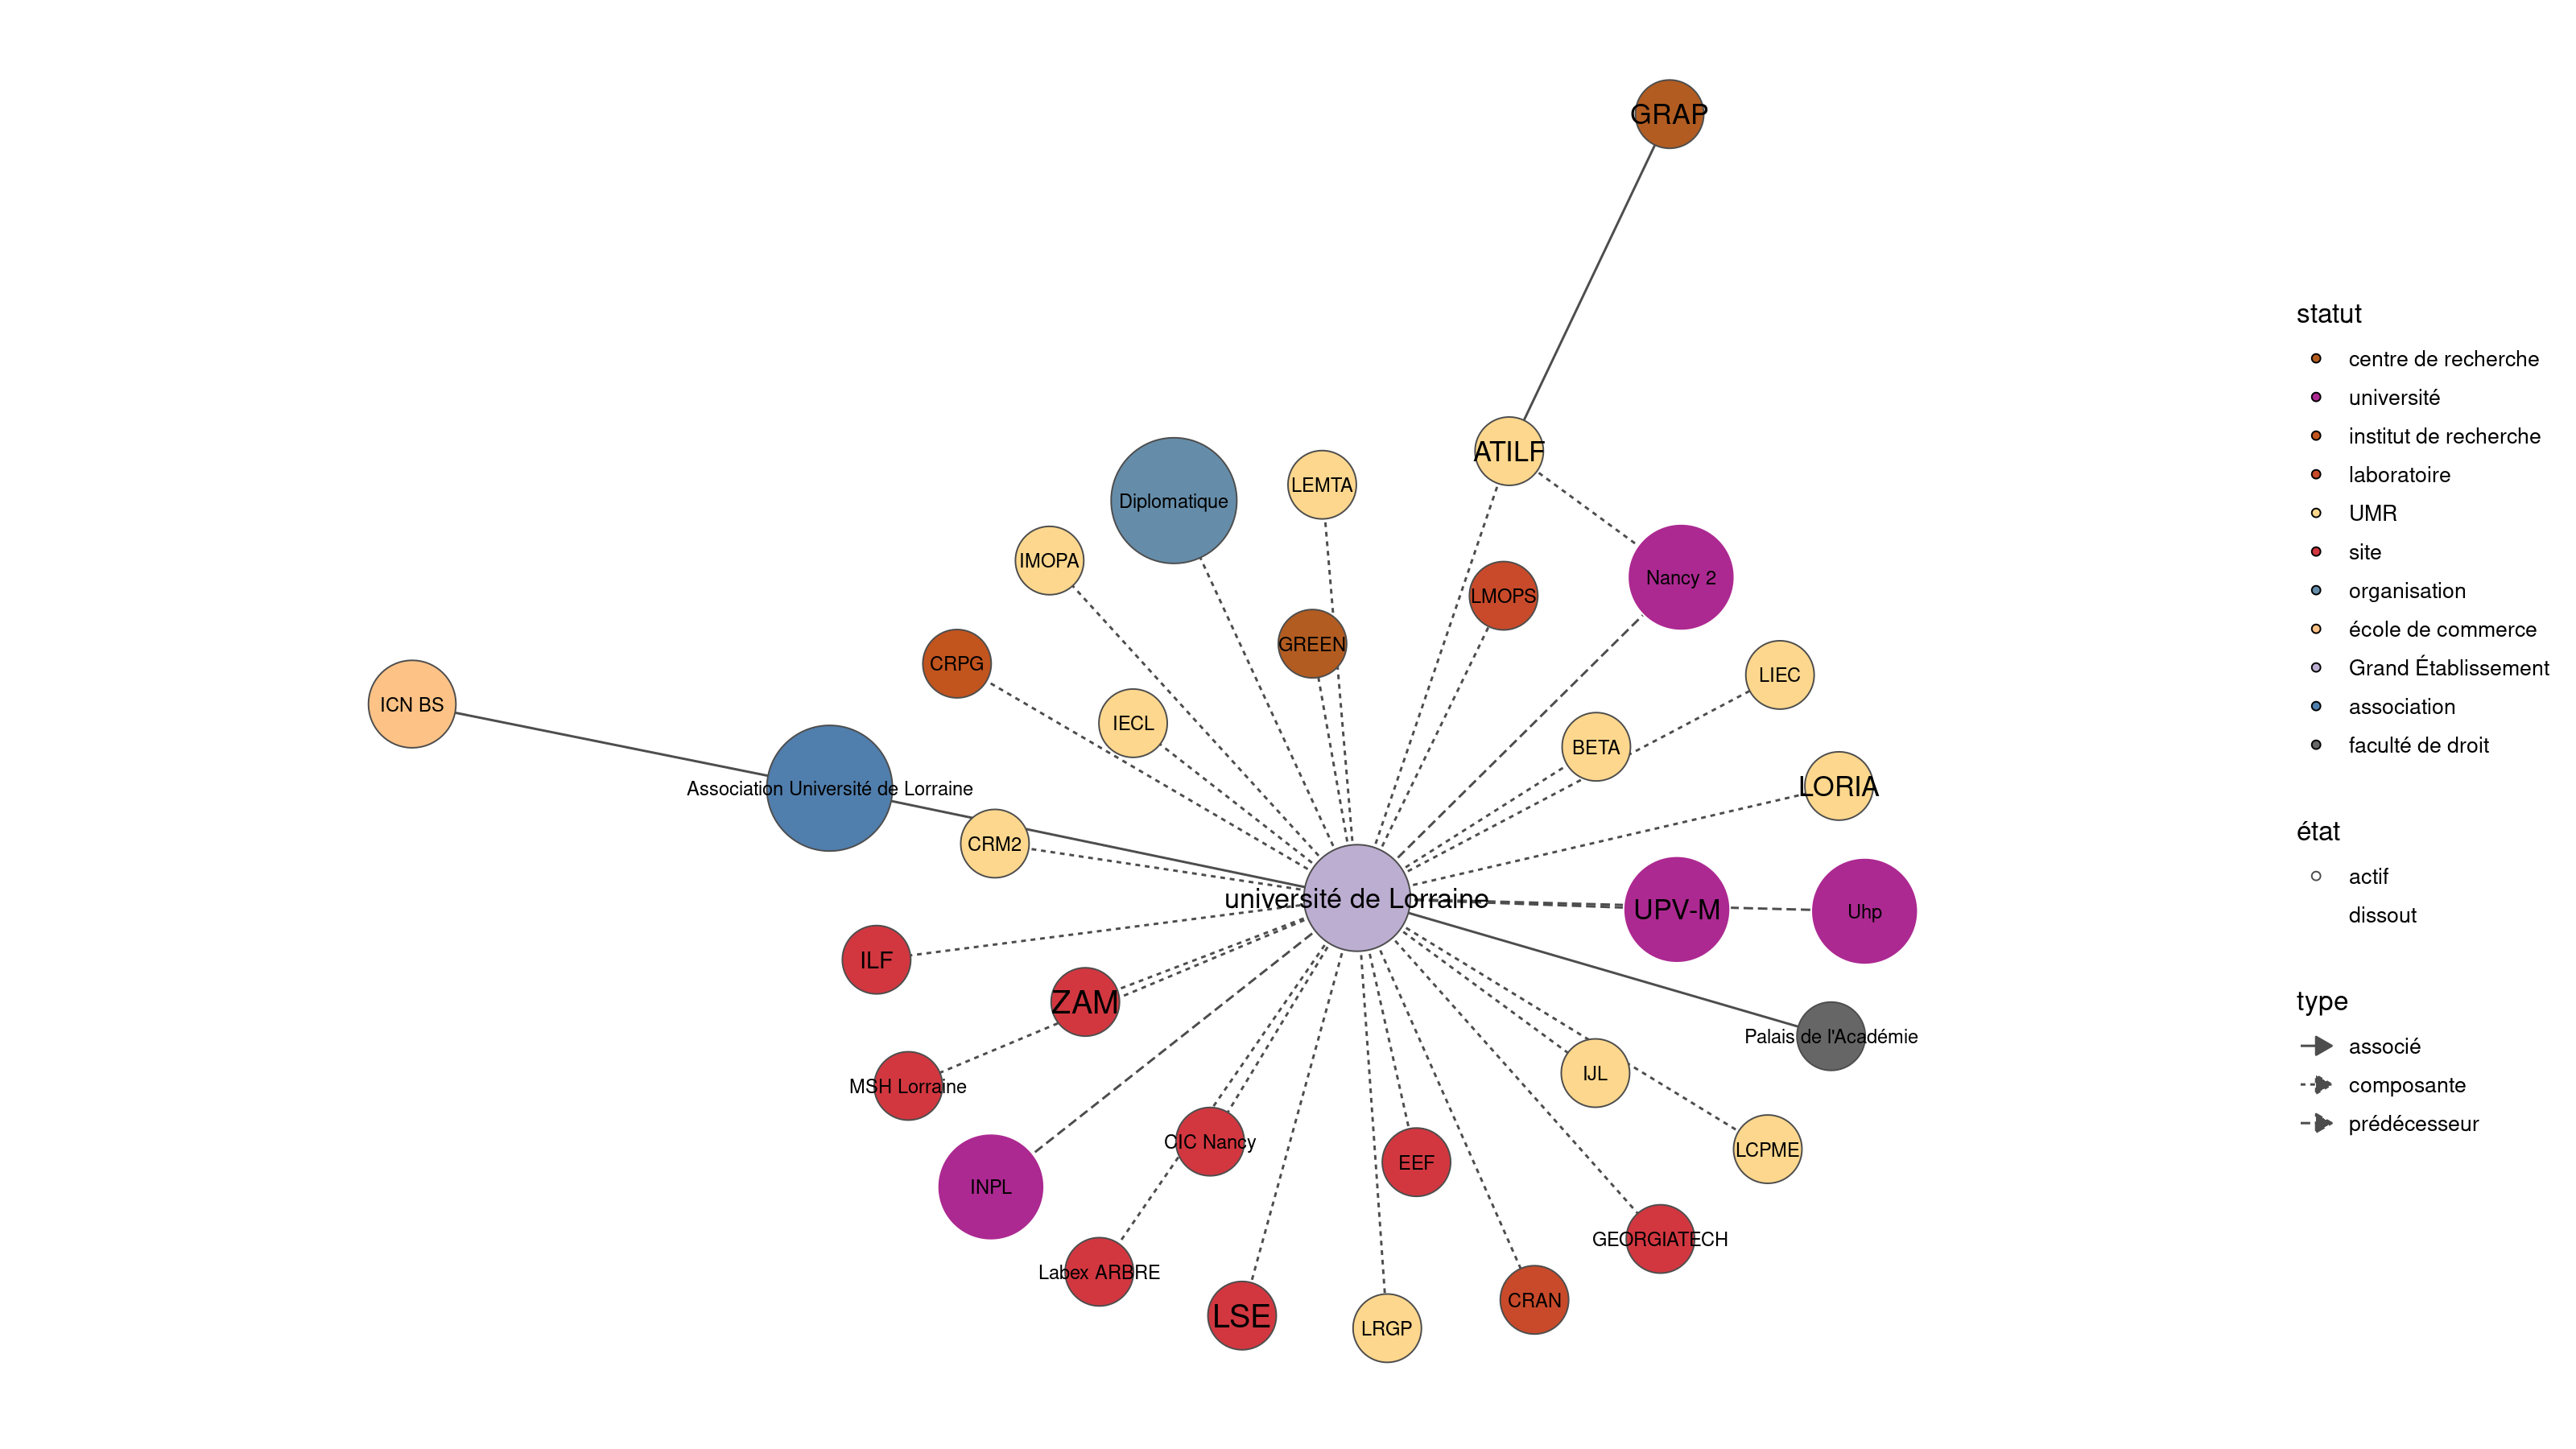 GRAP
ATILF
LEMTA
Diplomatique
IMOPA
Nancy 2
LMOPS
GREEN
CRPG
LIEC
ICN BS
IECL
BETA
LORIA
Association Université de Lorraine
CRM2
université de Lorraine
UPV-M
Uhp
ILF
ZAM
Palais de l'Académie
IJL
MSH Lorraine
CIC Nancy
LCPME
EEF
INPL
GEORGIATECH
Labex ARBRE
CRAN
LSE
LRGP
statut
centre de recherche
université
institut de recherche
laboratoire
UMR
site
organisation
école de commerce
Grand Établissement
association
faculté de droit
état
actif
dissout
type
associé
composante
prédécesseur